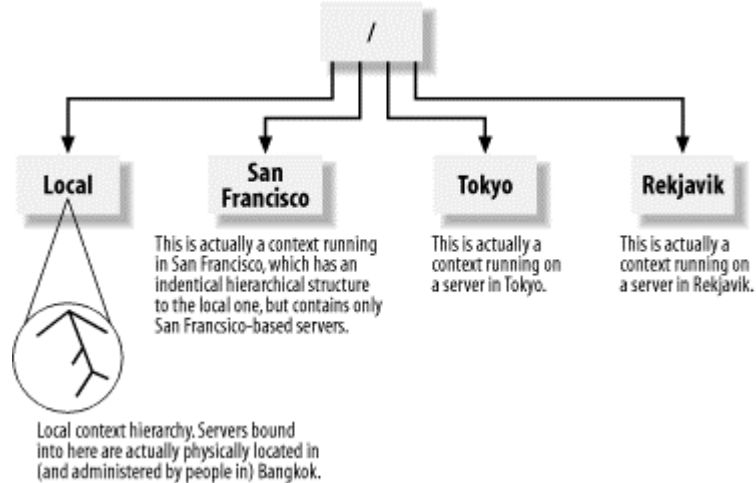 /
Local
San
Francisco
Tokyo
Rekjavik
This is actually a context running
in San Francisco, which has an
indentical hierarchical structure
to the local one, but contains only
San Francsico-based servers.
This is actually a
context running on
a server in Tokyo.
This is actually a
context running on
a server in Rekjavik.
Local context hierarchy. Servers bound
into here are actually physically located in
(and administered by people in) Bangkok.